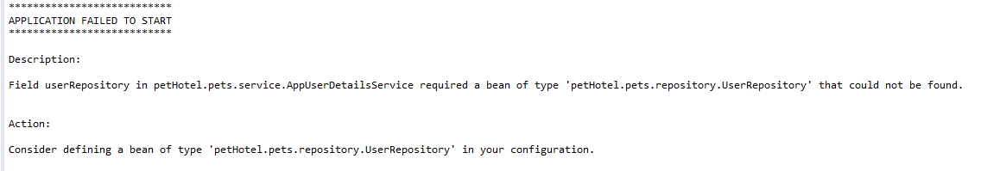 ***************************
APPLICATION FAILED TO START
***************************
Description:
Field userRepository in petHotel.pets.service.AppUserDetailsService required a bean of type 'petHotel.pets.repository.UserRepository' that could not be found.
Action:
Consider defining a bean of type 'petHotel.pets.repository.UserRepository' in your configuration.